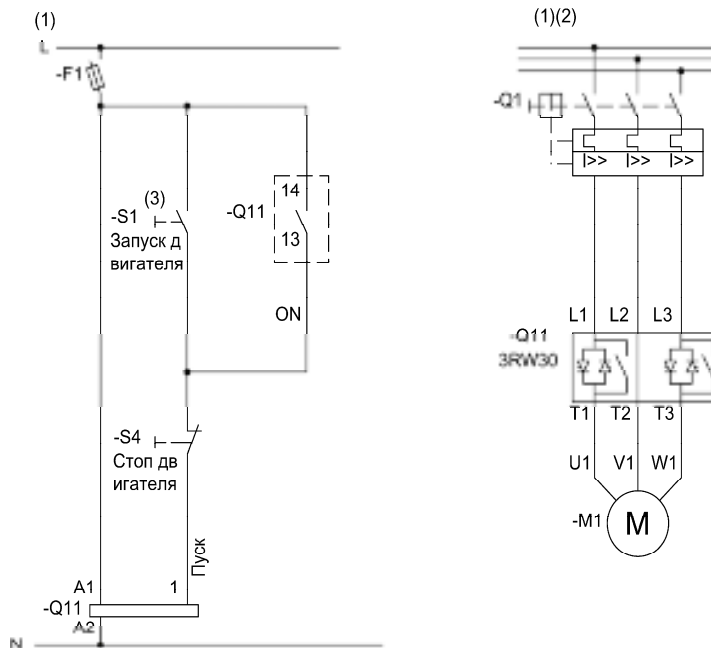 (1)
(1)(2)
L
-F1
-Q1
I>> I>> I>>
14
(3)
-S1
-Q11
13
Запуск д
вигателя
ON
L1 L2 L3
-Q11
3RW30
T1 T2 T3
-S4
Стоп дв
игателя
U1 V1 W1
-M1
M
Пуск
A1
1
-Q11
A2
N